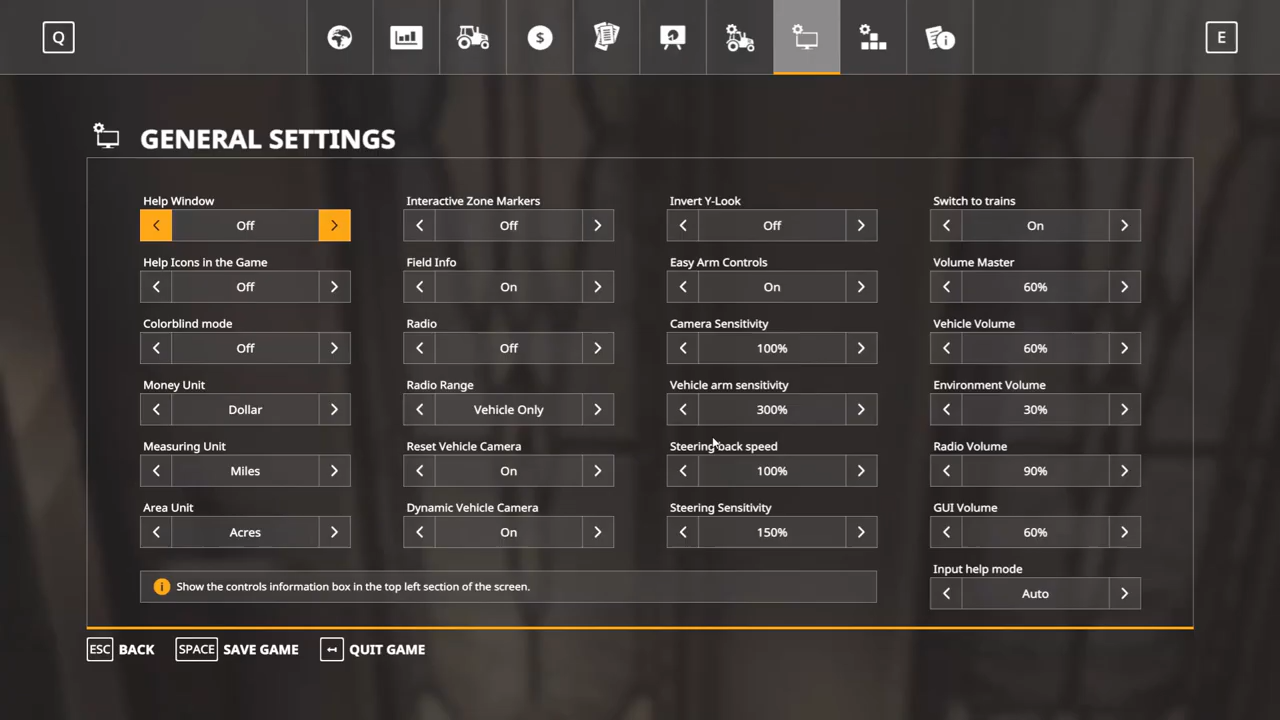 Q
$
E
GENERAL SETTINGS
Help Window
Off
Help Icons in the Game
Off
Colorblind mode
Off
Money Unit
Dollar
Measuring Unit
Miles
Area Unit
Acres
Interactive Zone Markers
Off
Field Info
On
Radio
Off
Radio Range
Vehicle Only
Reset Vehicle Camera
On
Dynamic Vehicle Camera
On
Invert Y-Look
Off
Easy Arm Controls
On
Camera Sensitivity
100%
Vehicle arm sensitivity
300%
Steering back speed
100%
Steering Sensitivity
150%
Switch to trains
On
Volume Master
60%
Vehicle Volume
60%
Environment Volume
30%
Radio Volume
90%
GUI Volume
60%
Input help mode
Auto
Show the controls information box in the top left section of the screen.
ESC BACK SPACE SAVE GAME QUIT GAME